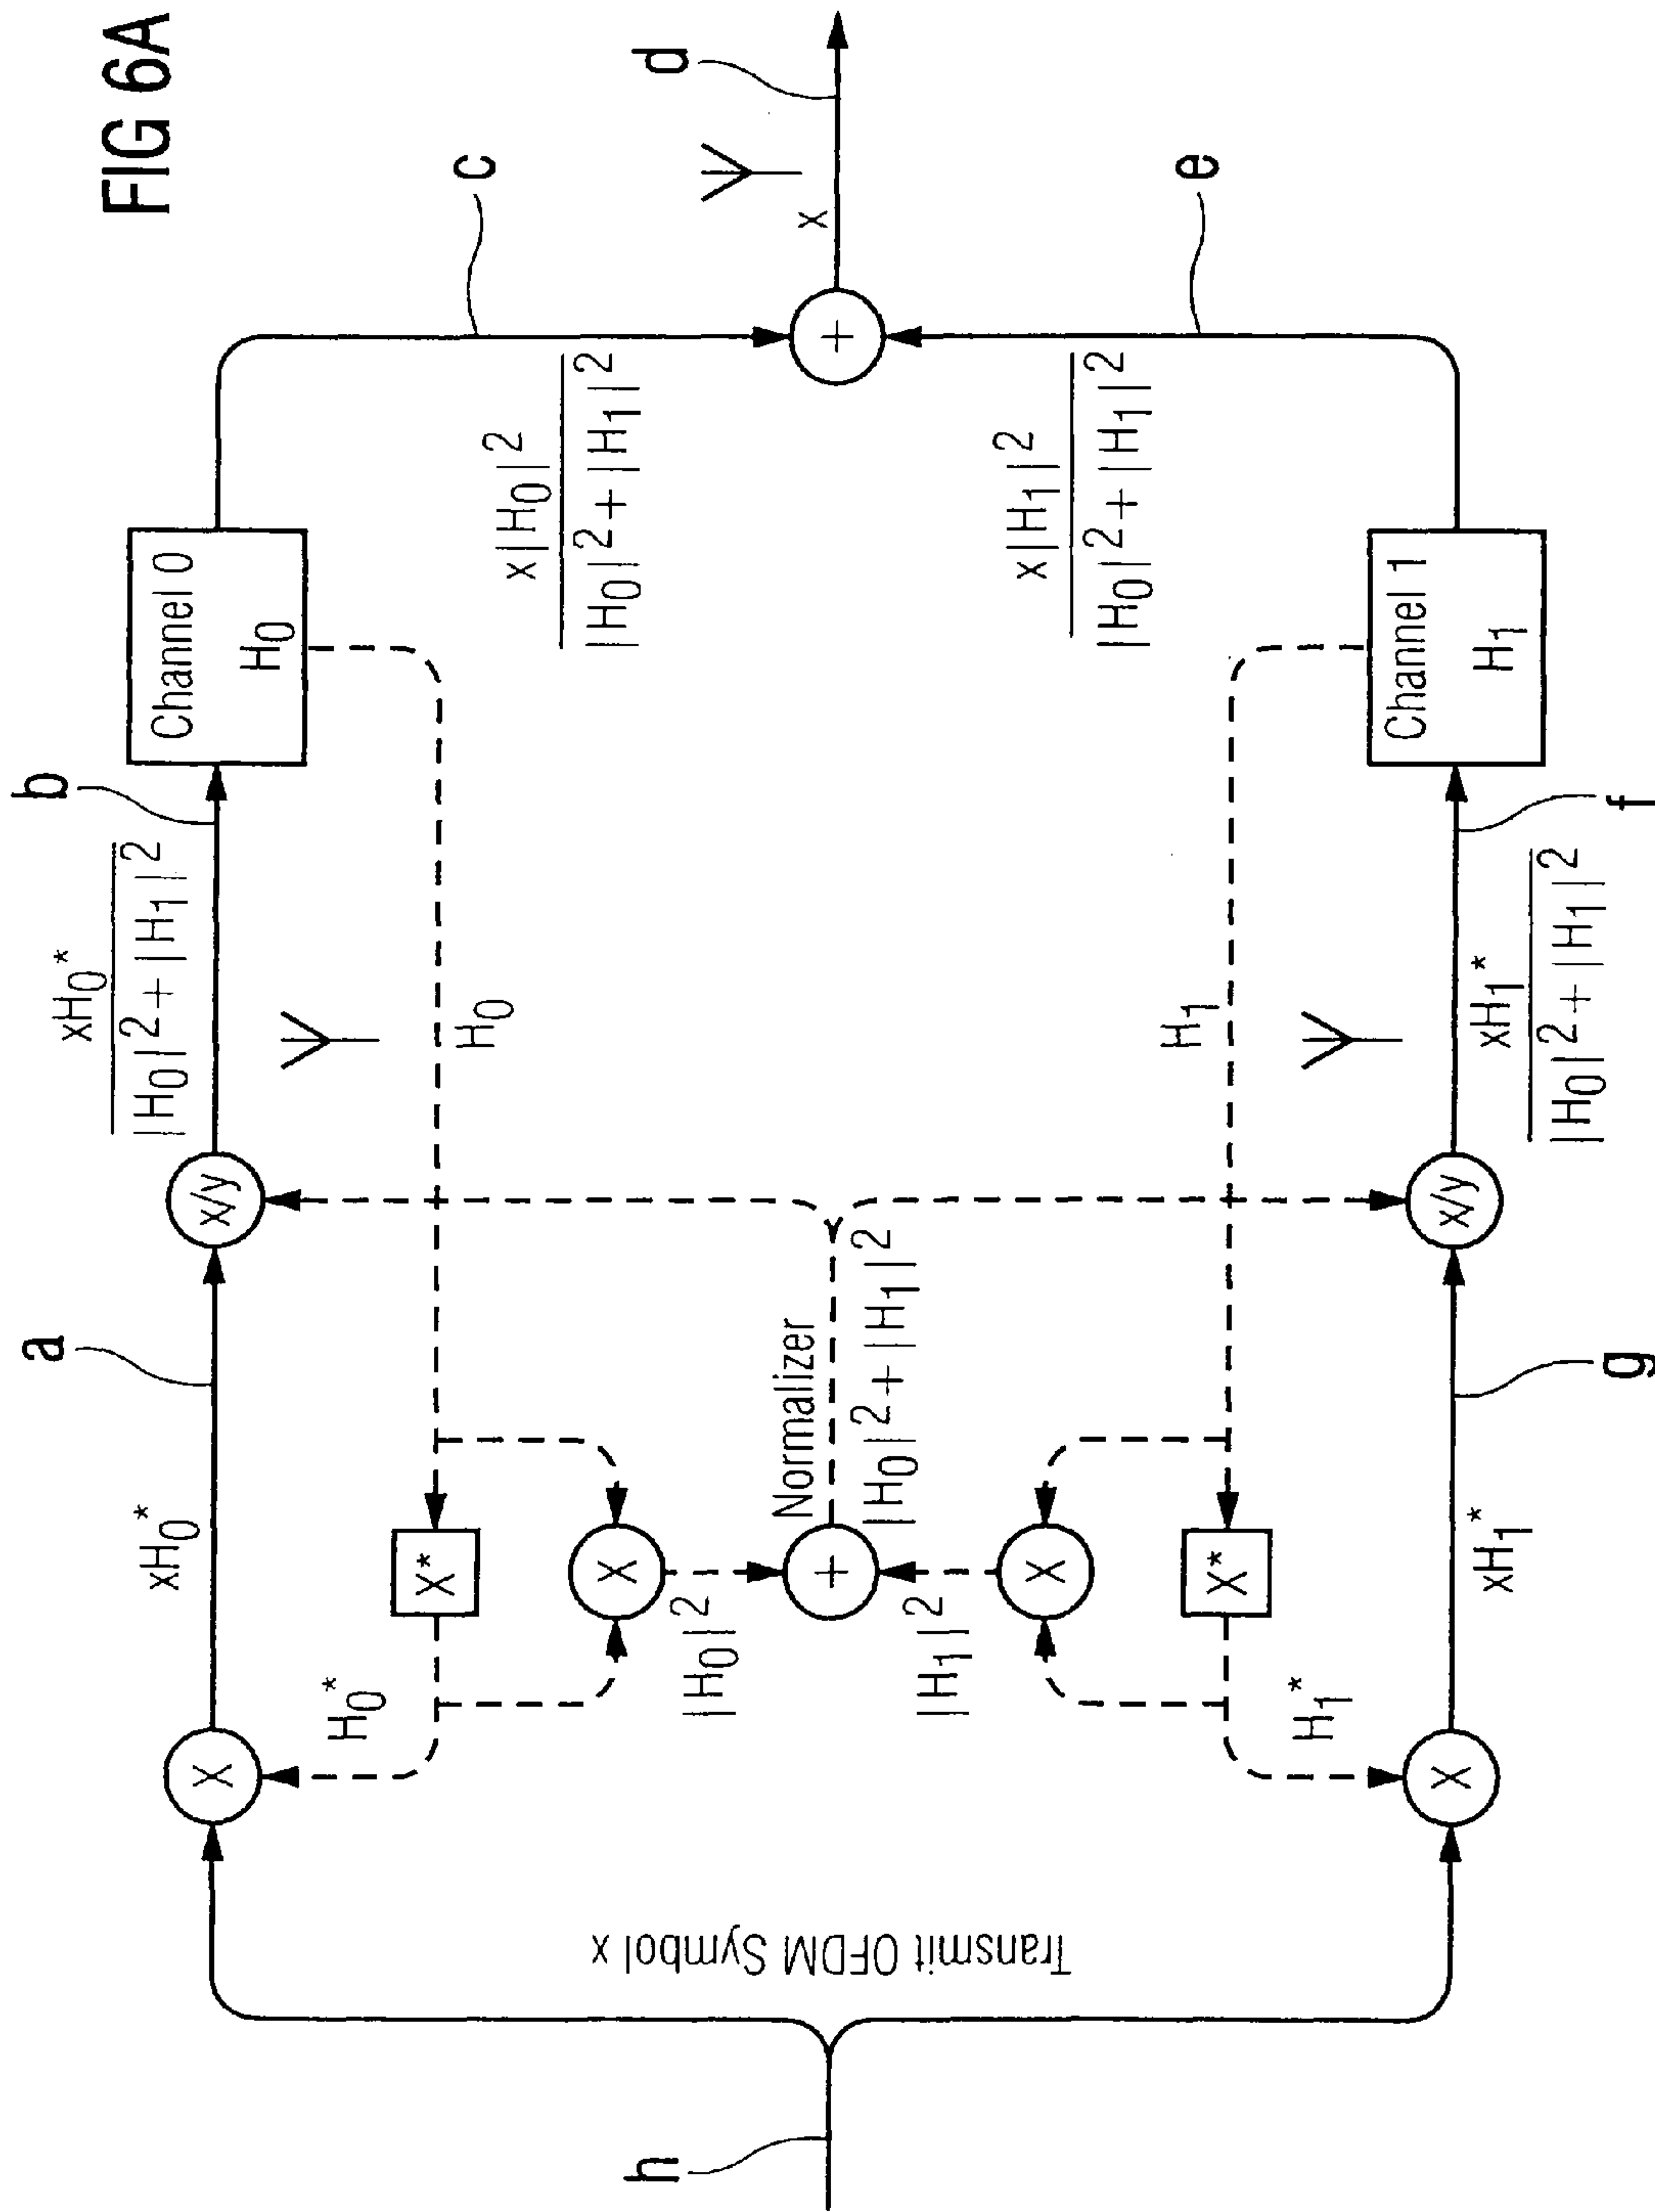 FIG 6A
h
Transmit OFDM Symbol x
X
xH₀*
a
x/y
xH₀*
|H₀|²+|H₁|²
b
Channel 0
H₀
c
x|H₀|²
|H₀|²+|H₁|²
H₀*
X*
H₀
X
|H₀|²
+
Normalizer
|H₀|²+|H₁|²
|H₁|²
X
H₁*
X*
H₁
+
x
d
X
xH₁*
g
x/y
xH₁*
|H₀|²+|H₁|²
f
Channel 1
H₁
x|H₁|²
|H₀|²+|H₁|²
e